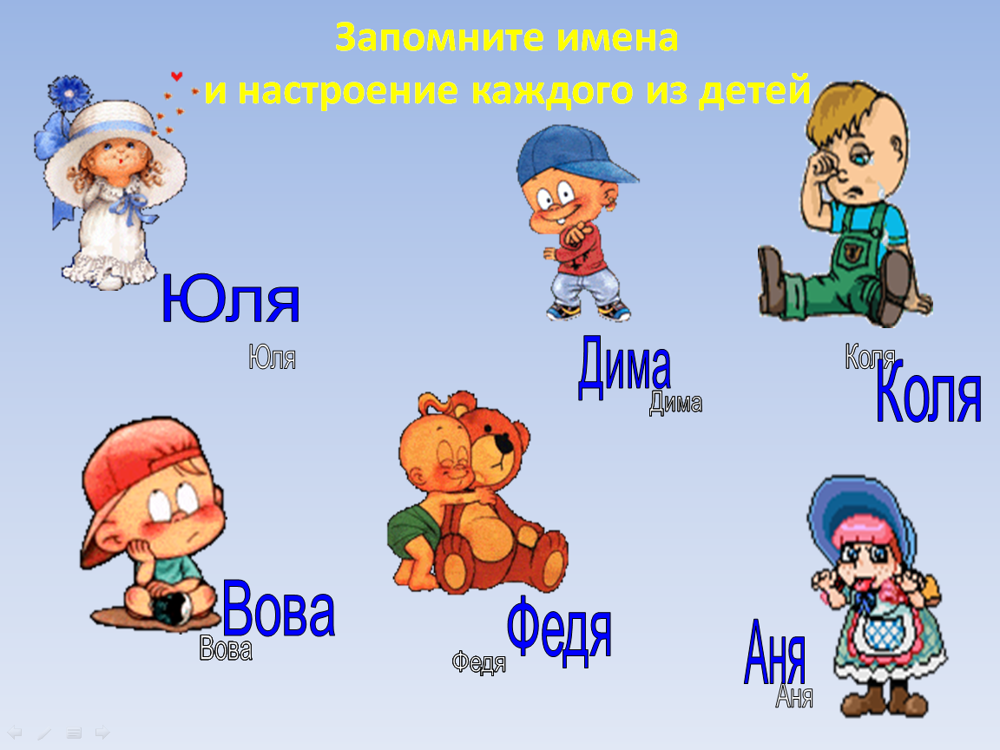 Запомните имена
и настроение каждого из детей
Юля
Юля
Дима
Дима
Коля
Коля
Вова
Вова
Федя
Федя
Аня
Аня